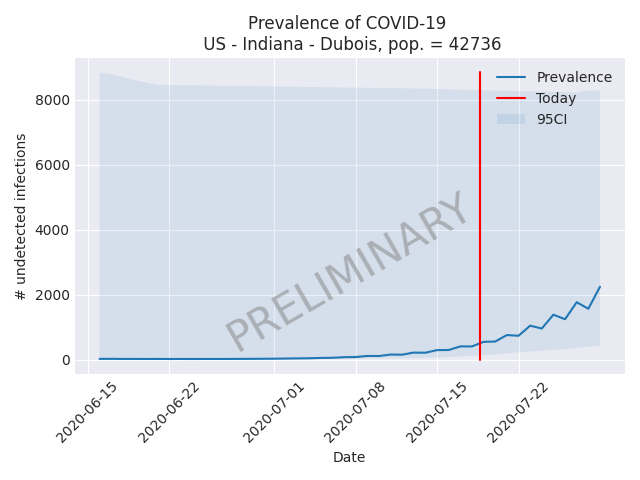 Prevalence of COVID-19
US - Indiana - Dubois, pop. = 42736
Prevalence
Today
95CI
8000
6000
4000
2000
0
# undetected infections
PRELIMINARY
2020-06-15
2020-06-22
2020-07-01
2020-07-08
2020-07-15
2020-07-22
Date